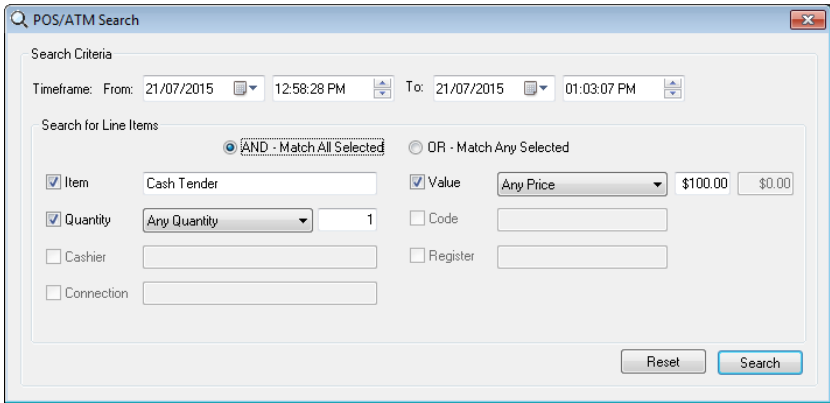 POS/ATM Search
Search Criteria
Timeframe: From: 21/07/2015 12:58:28 PM To: 21/07/2015 01:03:07 PM
Search for Line Items
AND - Match All Selected OR - Match Any Selected
Item Cash Tender Value Any Price $100.00 $0.00
Quantity Any Quantity 1 Code
Cashier Register
Connection
Reset Search